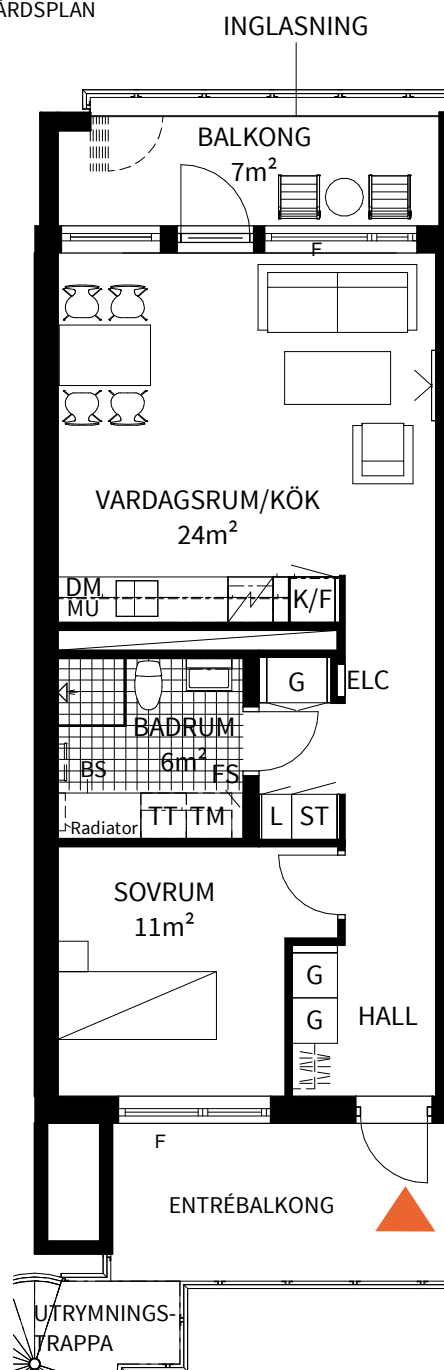 ÅRDSPLAN
INGLASNING
BALKONG
7m²
F
VARDAGSRUM/KÖK
24m²
DM
MU
K/F
G
ELC
BADRUM
6m²
BS
FS
Radiator
TT
TM
L
ST
SOVRUM
11m²
G
G
HALL
F
ENTRÉBALKONG
UTRYMNINGS-
TRAPPA